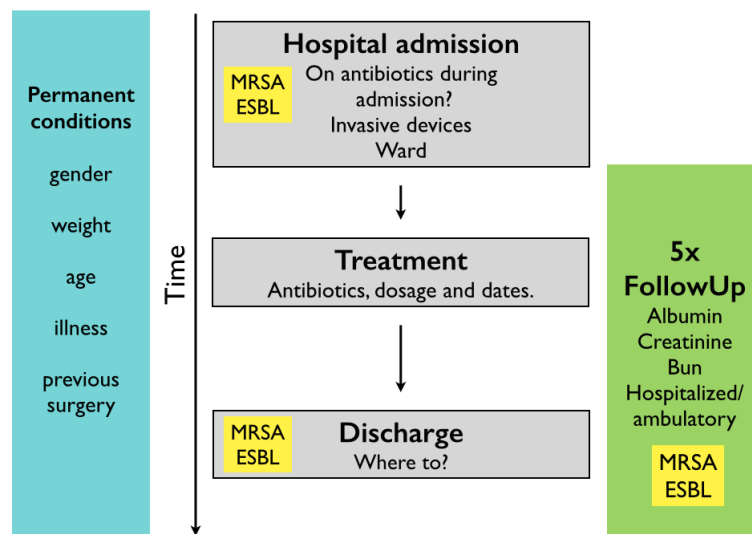 Permanent
conditions
gender
weight
age
illness
previous
surgery
Time
Hospital admission
MRSA
ESBL
On antibiotics during
admission?
Invasive devices
Ward
Treatment
Antibiotics, dosage and dates.
MRSA
ESBL
Discharge
Where to?
5x
FollowUp
Albumin
Creatinine
Bun
Hospitalized/
ambulatory
MRSA
ESBL